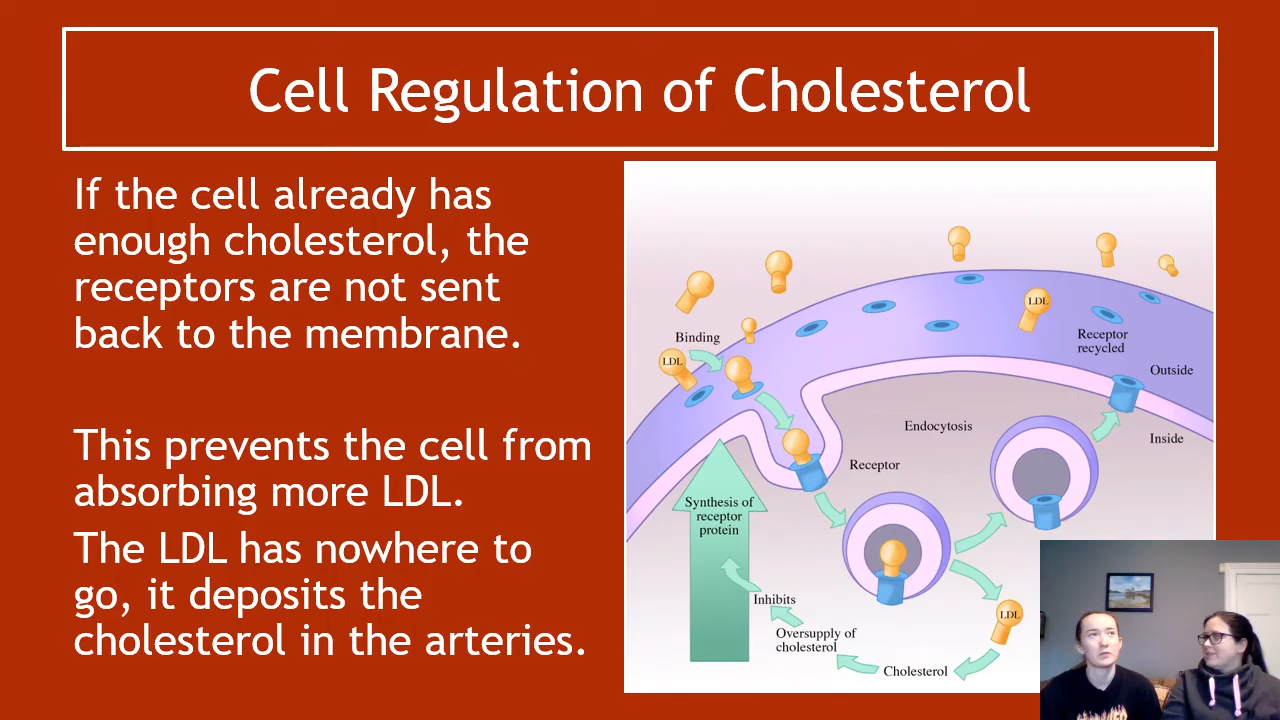 Cell Regulation of Cholesterol
If the cell already has
enough cholesterol, the
receptors are not sent
back to the membrane.
This prevents the cell from
absorbing more LDL.
The LDL has nowhere to
go, it deposits the
cholesterol in the arteries.
LDL
Receptor
recycled
Binding
LDL
Outside
Endocytosis
Inside
Receptor
Synthesis of
receptor
protein
Inhibits
LDL
Oversupply of
cholesterol
Cholesterol